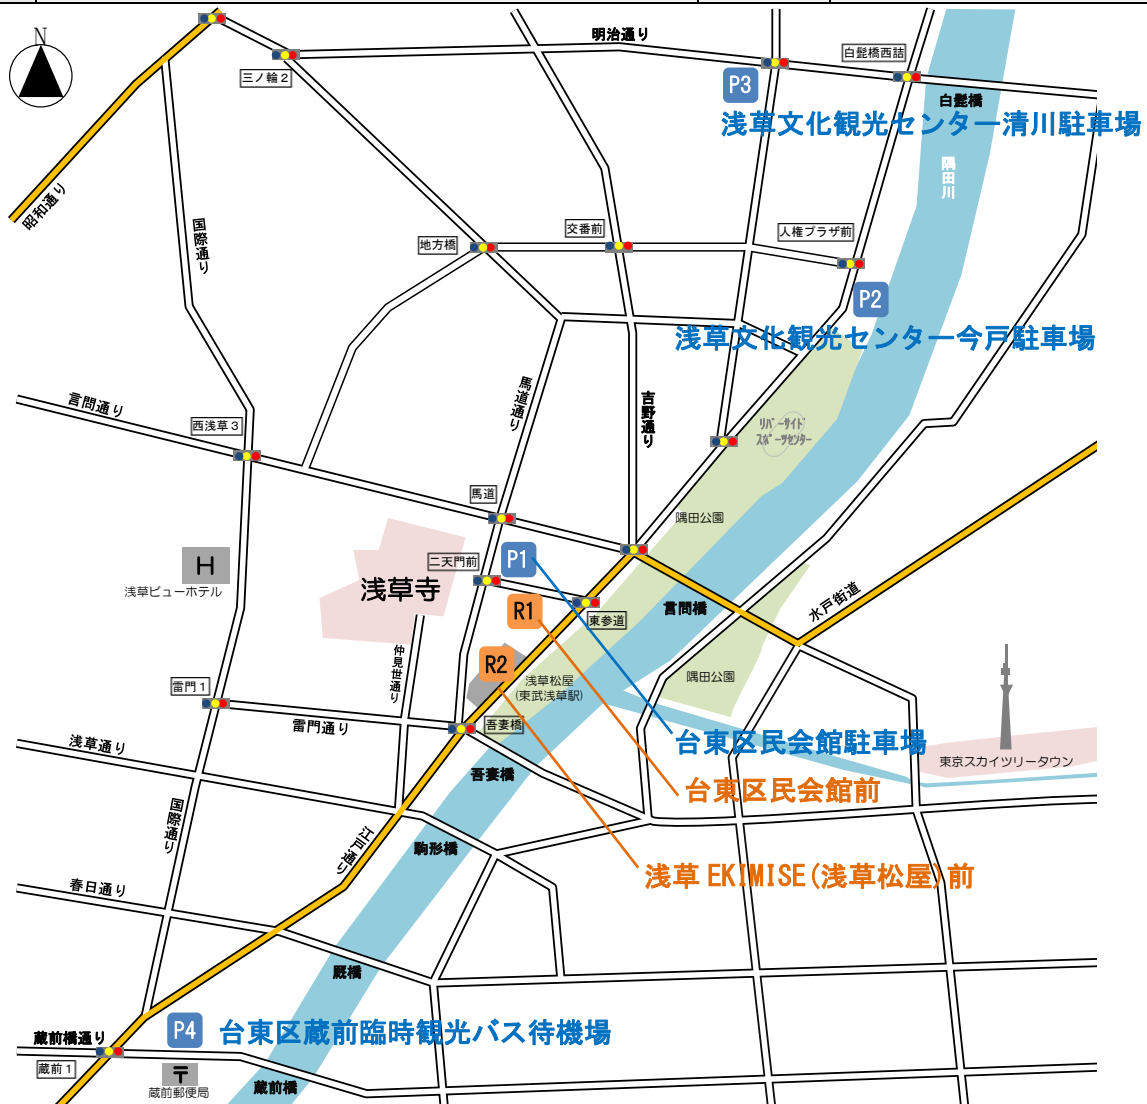 N
明治通り
三ノ輪２
白髭橋西詰
P3
白髭橋
浅草文化観光センター清川駐車場
隅田川
昭和通り
国際通り
地方橋
交番前
人権プラザ前
P2
浅草文化観光センター今戸駐車場
言問通り
西浅草３
馬道通り
吉野通り
リバーサイド
スポーツセンター
馬道
隅田公園
H
浅草ビューホテル
浅草寺
二天門前
P1
R1
東参道
言問橋
水戸街道
仲見世通り
R2
浅草松屋
(東武浅草駅)
隅田公園
雷門１
雷門通り
吾妻橋
浅草通り
吾妻橋
台東区民会館駐車場
東京スカイツリータウン
台東区民会館前
国際通り
江戸通り
駒形橋
浅草 EKIMISE(浅草松屋)前
春日通り
厩橋
P4
台東区蔵前臨時観光バス待機場
蔵前橋通り
蔵前１
〒
蔵前郵便局
蔵前橋